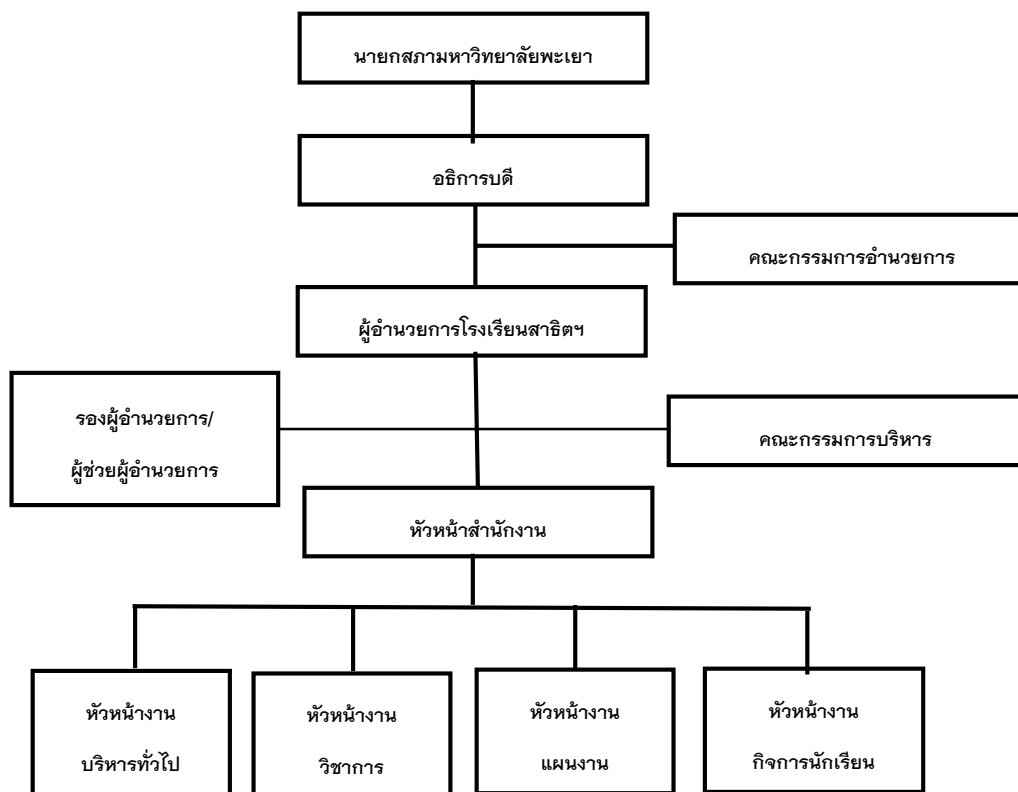 นายกสภามหาวิทยาลัยพะเยา
อธิการบดี
คณะกรรมการอำนวยการ
ผู้อำนวยการโรงเรียนสาธิตฯ
รองผู้อำนวยการ/
ผู้ช่วยผู้อำนวยการ
คณะกรรมการบริหาร
หัวหน้าสำนักงาน
หัวหน้างาน
บริหารทั่วไป
หัวหน้างาน
วิชาการ
หัวหน้างาน
แผนงาน
หัวหน้างาน
กิจการนักเรียน